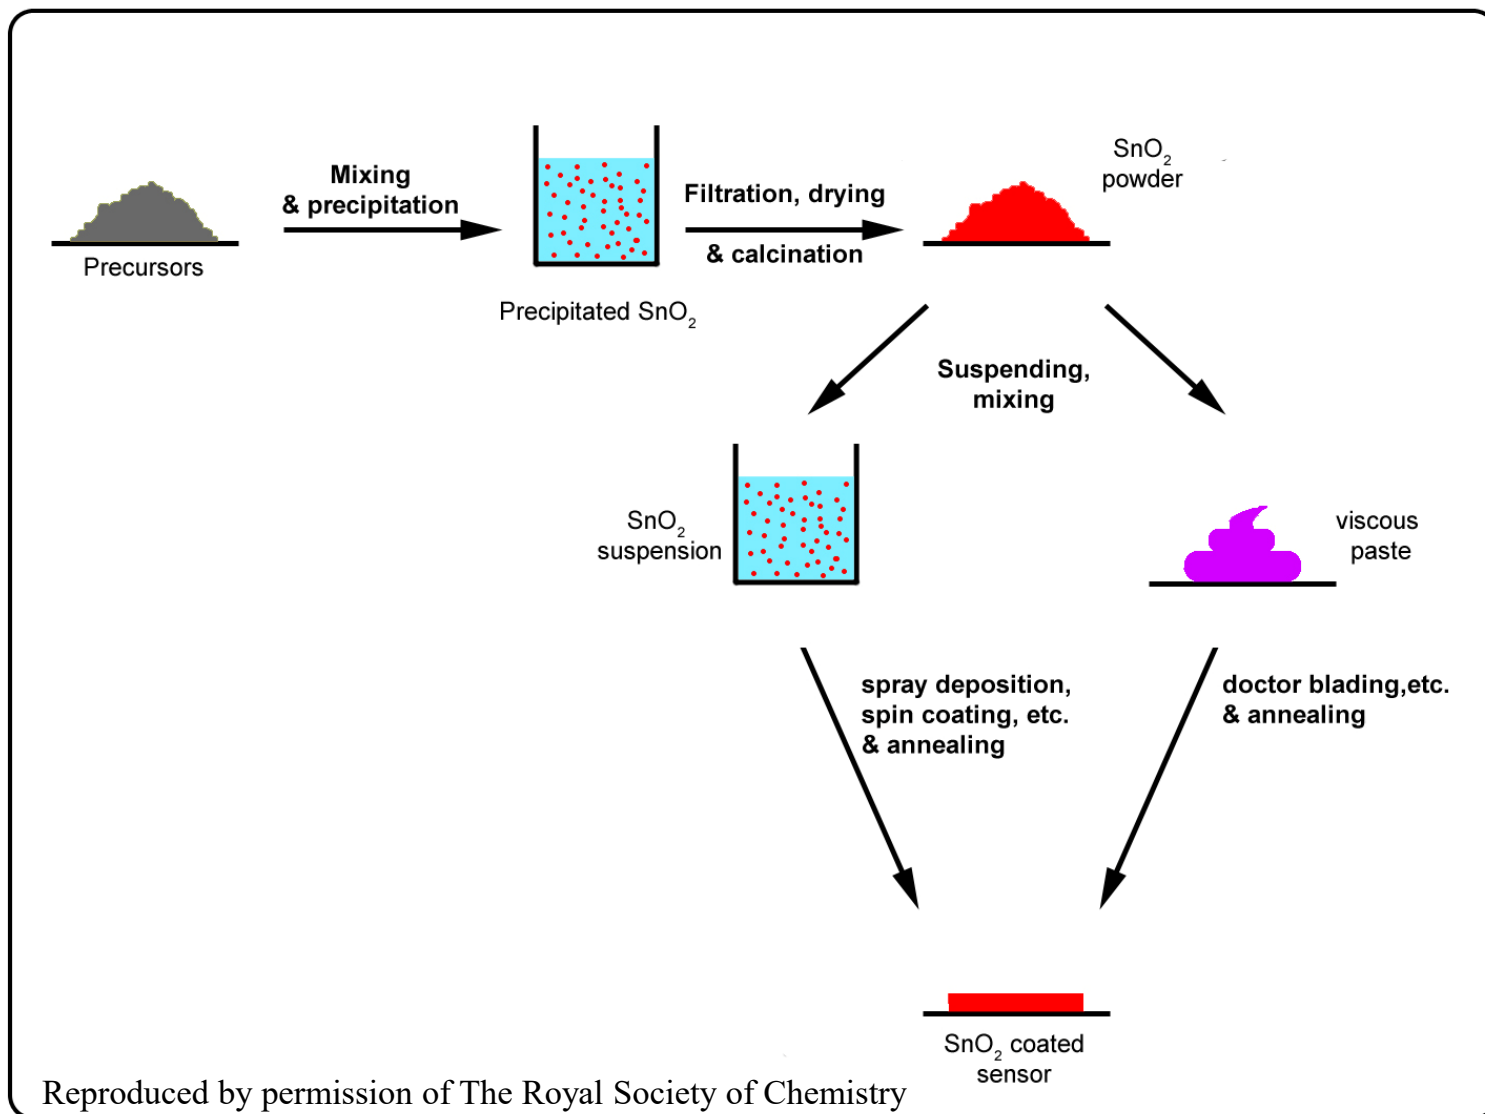 Mixing
& precipitation
Precursors
Precipitated SnO₂
Filtration, drying
& calcination
SnO₂
powder
Suspending,
mixing
SnO₂
suspension
viscous
paste
spray deposition,
spin coating, etc.
& annealing
doctor blading,etc.
& annealing
SnO₂ coated
sensor
Reproduced by permission of The Royal Society of Chemistry